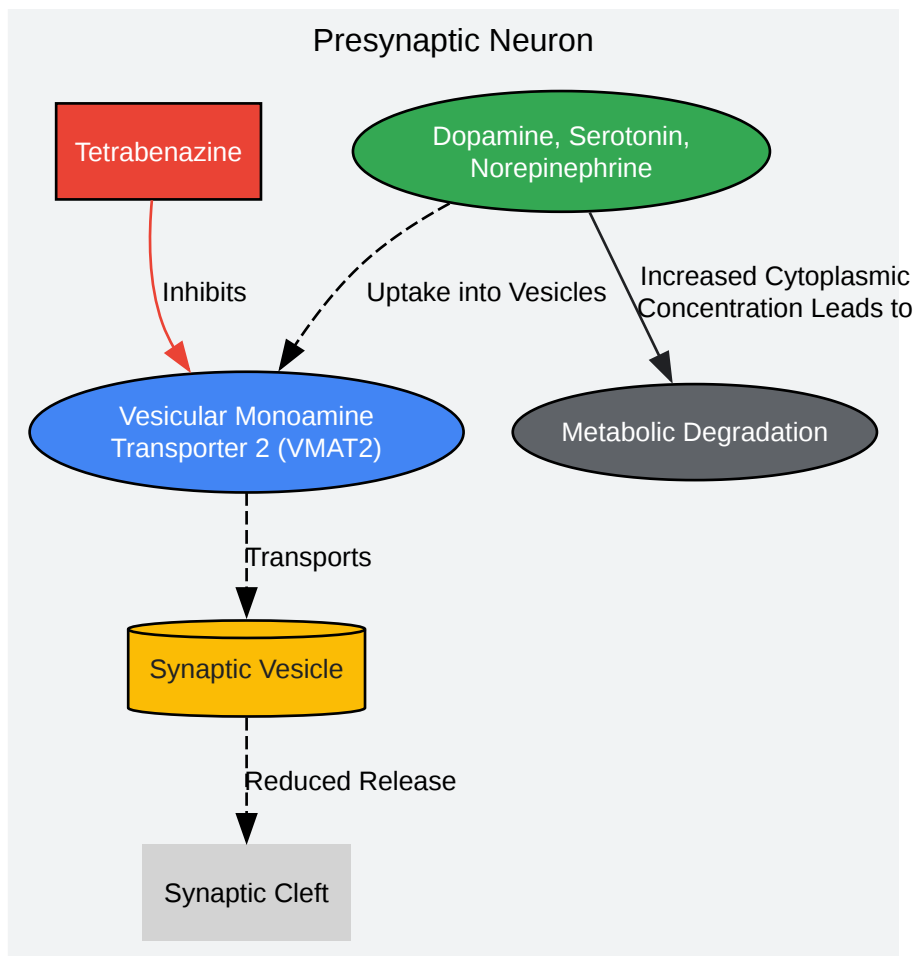 Presynaptic Neuron
Tetrabenazine
Dopamine, Serotonin,
Norepinephrine
Inhibits
Uptake into Vesicles
Increased Cytoplasmic
Concentration Leads to
Vesicular Monoamine
Transporter 2 (VMAT2)
Metabolic Degradation
Transports
Synaptic Vesicle
Reduced Release
Synaptic Cleft